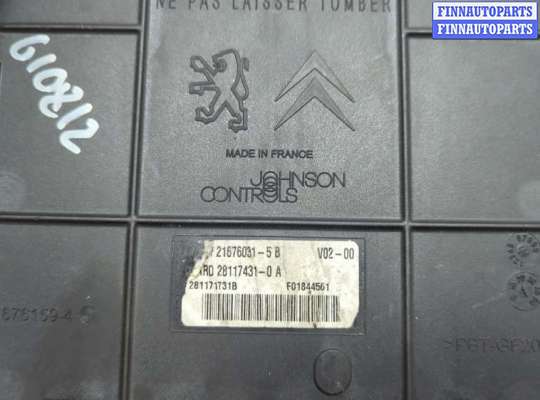 NE PAS LAISSER TOMBER
FINNAUTOPARTS
FINNAUTOPARTS
610812
MADE IN FRANCE
JOHNSON
CONTROLS
21676031-5 B V02-00
28117431-0 A
281171731B F01844561